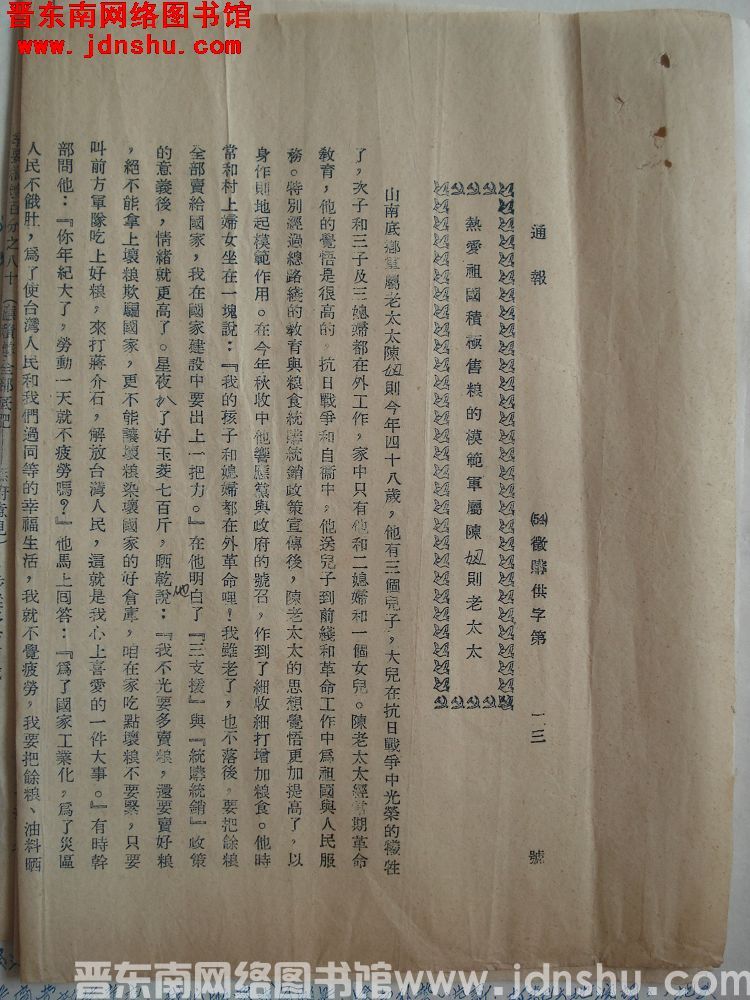 晋东南网络图书馆
www.jdnshu.com
通報
(54)徵購供字第 一三 號
熱愛祖國積極售粮的模範軍屬陳妞則老太太
山南底鄉軍屬老太太陳妞則今年四十八歲，他有三個兒子，大兒在抗日戰爭中光榮的犧牲
了，次子和三子及三媳婦都在外工作，家中只有他和二媳婦和一個女兒。陳老太太經常期革命
教育，他的覺悟是很高的，抗日戰爭和自衞中，他送兒子到前綫和革命工作中爲祖國與人民服
務。特別經過總路綫的教育與粮食統購統銷政策宣傳後，陳老太太的思想覺悟更加提高了，以
身作則地起模範作用。在今年秋收中他響應黨與政府的號召，作到了細收細打增加粮食。他時
常和村上婦女坐在一塊說：『我的孩子和媳婦都在外革命哩！我雖老了，也不落後，要把餘粮
全部賣給國家，我在國家建設中要出上一把力。』在他明白了『三支援』與『統購統銷』政策
的意義後，情緒就更高了。星夜扒了好玉茭七百斤，晒乾說：『我不光要多賣粮，還要賣好粮
，絕不能拿上壞粮欺騙國家，更不能讓壞粮染壞國家的好倉庫，咱在家吃點壞粮不要緊，只要
叫前方軍隊吃上好粮，來打蔣介石，解放台灣人民，這就是我心上喜愛的一件大事。』有時幹
部問他：『你年紀大了，勞動一天就不疲勞嗎？』他馬上回答：『爲了國家工業化，爲了災區
人民不餓肚，爲了使台灣人民和我們過同等的幸福生活，我就不覺疲勞，我要把餘粮、油料晒
晋东南网络图书馆www.jdnshu.com